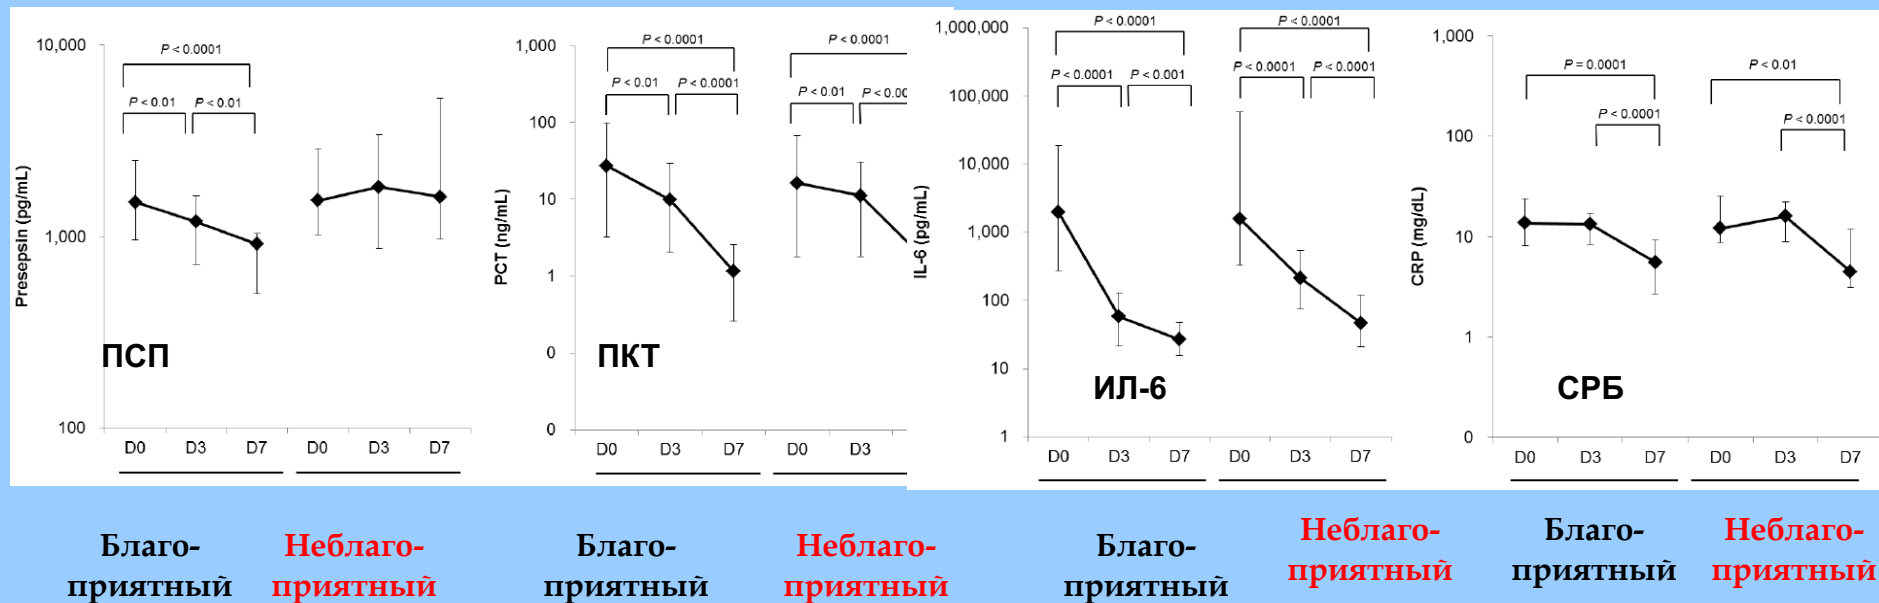 10,000
1,000
100
Presepsin (pg/mL)
P < 0.0001
P < 0.01 P < 0.01
ПСП
D0 D3 D7 D0 D3 D7
1,000
100
10
1
0
0
PCT (ng/mL)
P < 0.0001 P < 0.0001
P < 0.01 P < 0.0001 P < 0.01
ПКТ
D0 D3 D7 D0 D3
1,000,000
100,000
10,000
1,000
100
10
1
IL-6 (pg/mL)
P < 0.0001 P < 0.0001
P < 0.0001 P < 0.001 P < 0.0001 P < 0.0001
ИЛ-6
D0 D3 D7 D0 D3 D7
1,000
100
10
1
0
CRP (mg/dL)
P = 0.0001 P < 0.01
P < 0.0001 P < 0.0001
СРБ
D0 D3 D7 D0 D3 D7
Благо-
приятный
Неблаго-
приятный
Благо-
приятный
Неблаго-
приятный
Благо-
приятный
Неблаго-
приятный
Благо-
приятный
Неблаго-
приятный